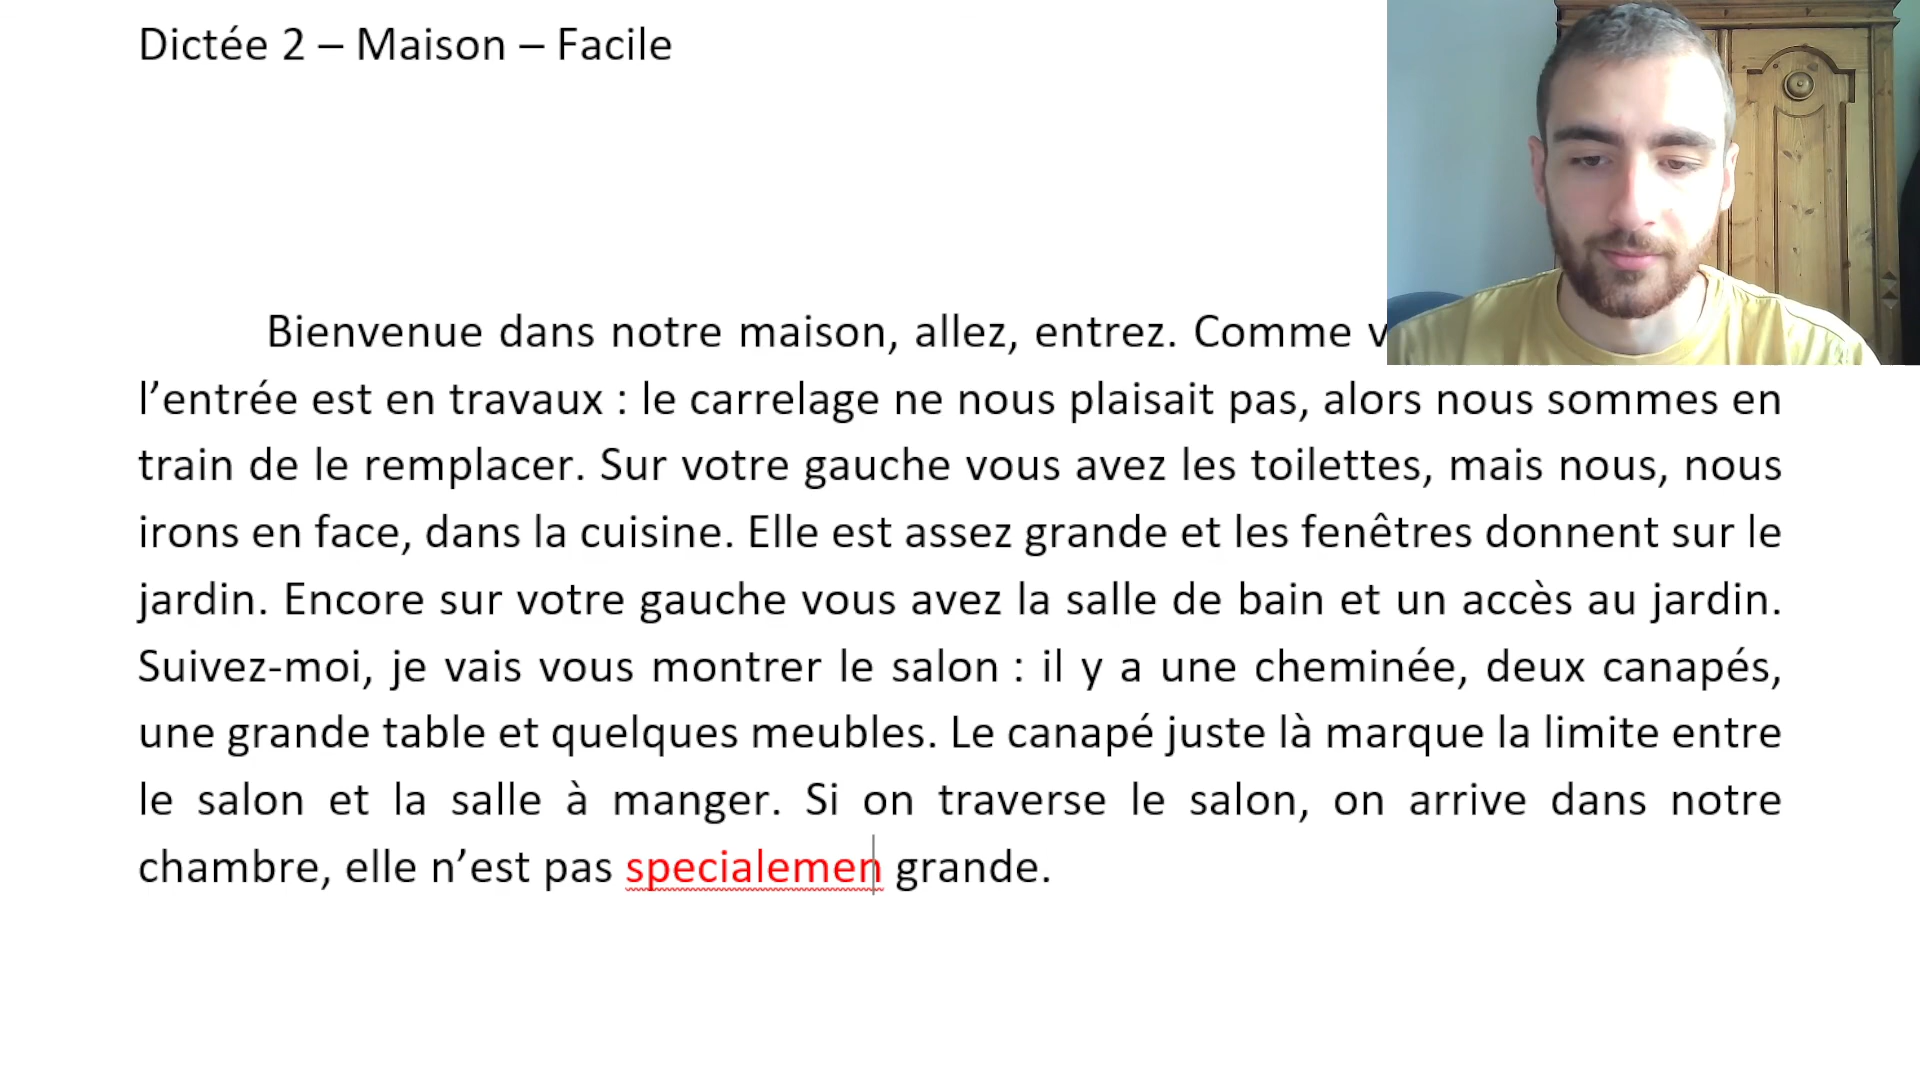 Dictée 2 – Maison – Facile
Bienvenue dans notre maison, allez, entrez. Comme
l’entrée est en travaux : le carrelage ne nous plaisait pas, alors nous sommes en
train de le remplacer. Sur votre gauche vous avez les toilettes, mais nous, nous
irons en face, dans la cuisine. Elle est assez grande et les fenêtres donnent sur le
jardin. Encore sur votre gauche vous avez la salle de bain et un accès au jardin.
Suivez-moi, je vais vous montrer le salon : il y a une cheminée, deux canapés,
une grande table et quelques meubles. Le canapé juste là marque la limite entre
le salon et la salle à manger. Si on traverse le salon, on arrive dans notre
chambre, elle n’est pas specialemen grande.